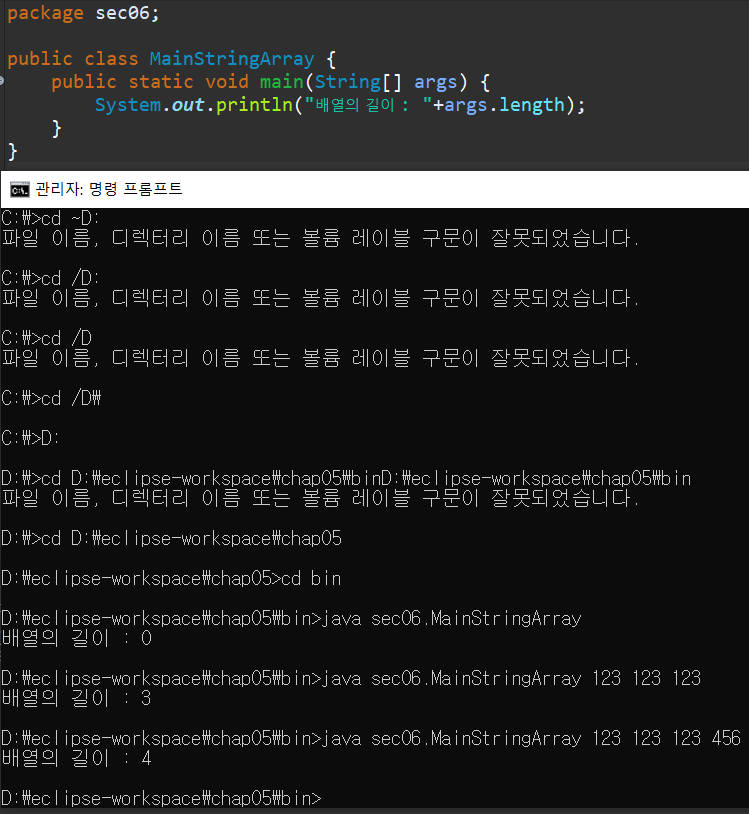 package sec06;
public class MainStringArray {
public static void main(String[] args) {
System.out.println("배열의 길이 : "+args.length);
}
}
관리자: 명령 프롬프트
C:\>cd ~D:
파일 이름, 디렉터리 이름 또는 볼륨 레이블 구문이 잘못되었습니다.
C:\>cd /D:
파일 이름, 디렉터리 이름 또는 볼륨 레이블 구문이 잘못되었습니다.
C:\>cd /D
파일 이름, 디렉터리 이름 또는 볼륨 레이블 구문이 잘못되었습니다.
C:\>cd /D\
C:\>D:
D:\>cd D:\eclipse-workspace\chap05\binD:\eclipse-workspace\chap05\bin
파일 이름, 디렉터리 이름 또는 볼륨 레이블 구문이 잘못되었습니다.
D:\>cd D:\eclipse-workspace\chap05
D:\eclipse-workspace\chap05>cd bin
D:\eclipse-workspace\chap05\bin>java sec06.MainStringArray
배열의 길이 : 0
D:\eclipse-workspace\chap05\bin>java sec06.MainStringArray 123 123 123
배열의 길이 : 3
D:\eclipse-workspace\chap05\bin>java sec06.MainStringArray 123 123 123 456
배열의 길이 : 4
D:\eclipse-workspace\chap05\bin>